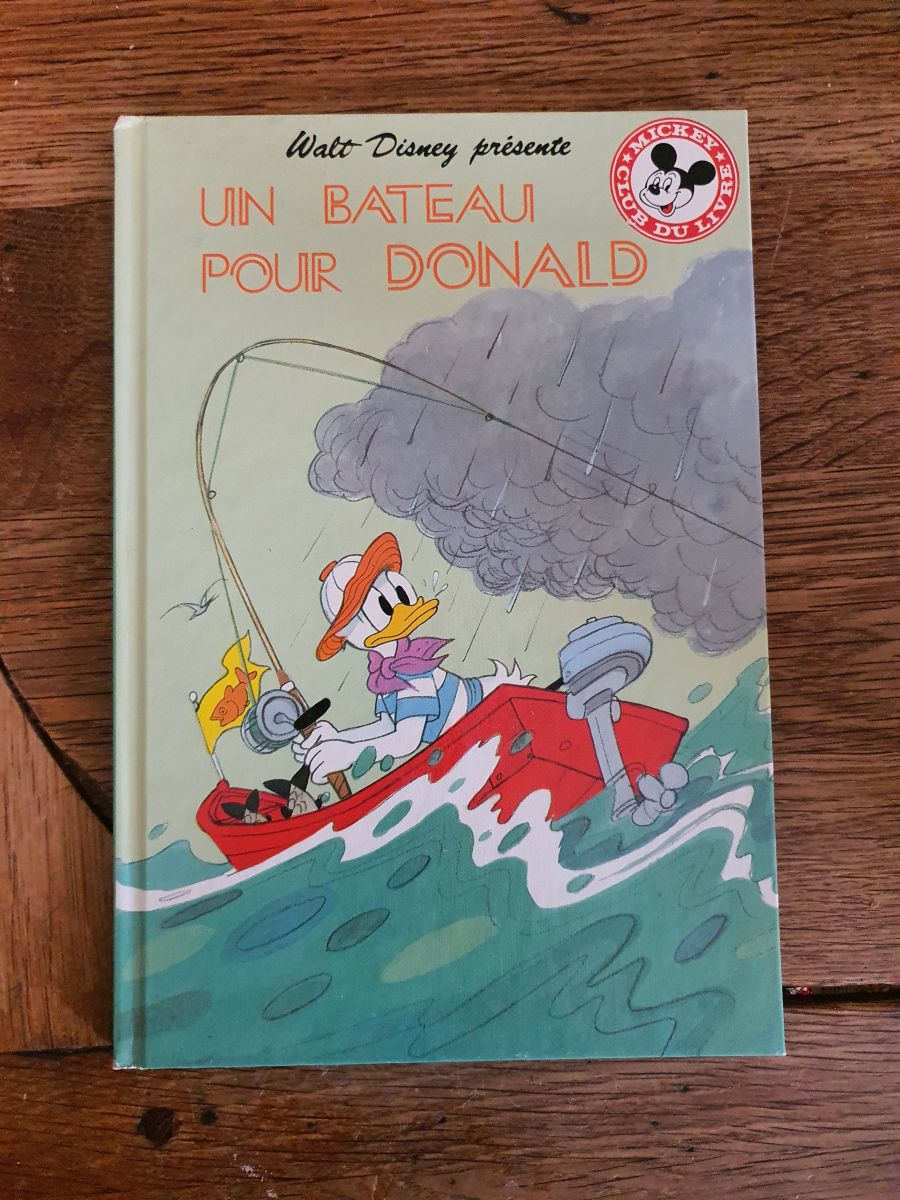 Walt Disney présente
MICKEY
CLUB DU LIVRE
UN BATEAU
POUR DONALD